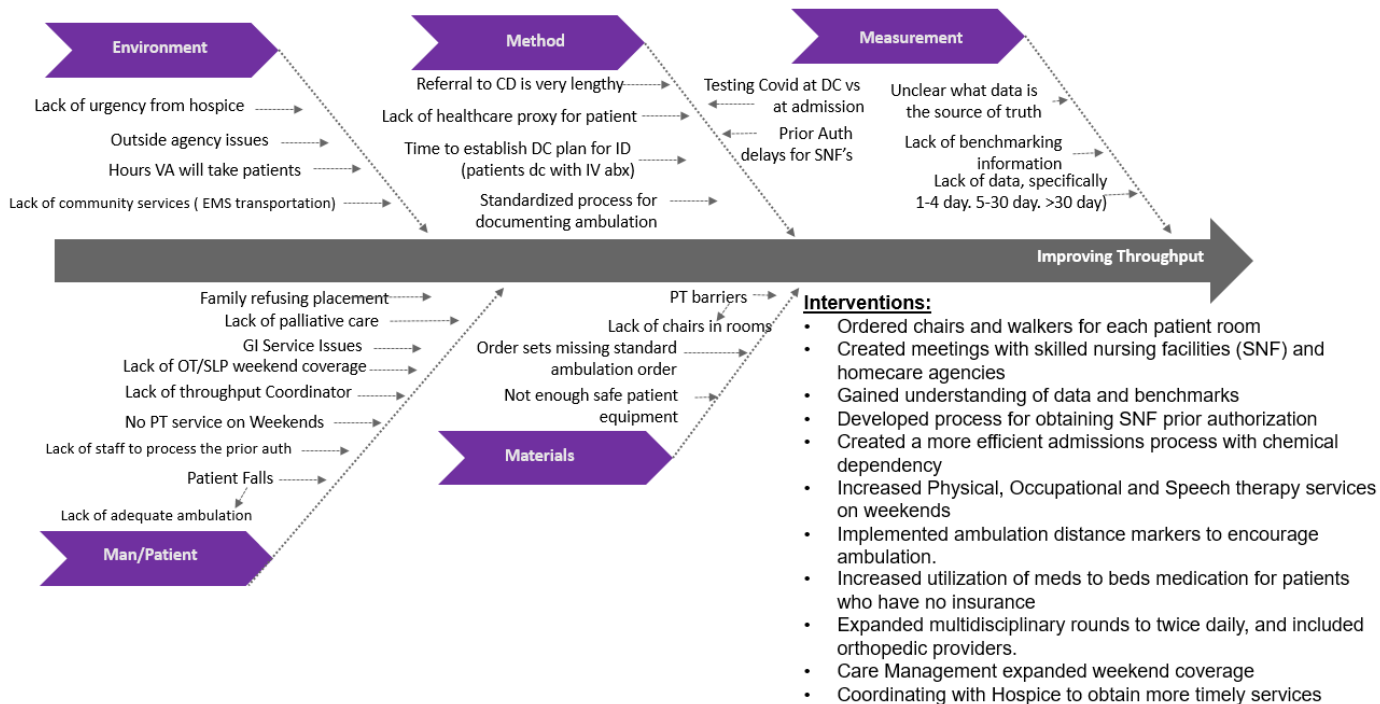 Environment
Lack of urgency from hospice
Outside agency issues
Hours VA will take patients
Lack of community services ( EMS transportation)
Method
Referral to CD is very lengthy
Lack of healthcare proxy for patient
Time to establish DC plan for ID
(patients dc with IV abx)
Standardized process for
documenting ambulation
Testing Covid at DC vs
at admission
Prior Auth
delays for SNF's
Measurement
Unclear what data is
the source of truth
Lack of benchmarking
information
Lack of data, specifically
1-4 day. 5-30 day. >30 day)
Improving Throughput
Family refusing placement
Lack of palliative care
GI Service Issues
Lack of OT/SLP weekend coverage
Lack of throughput Coordinator
No PT service on Weekends
Lack of staff to process the prior auth
Patient Falls
Lack of adequate ambulation
Man/Patient
PT barriers
Lack of chairs in rooms
Order sets missing standard
ambulation order
Not enough safe patient
equipment
Materials
Interventions:
• Ordered chairs and walkers for each patient room
• Created meetings with skilled nursing facilities (SNF) and
homecare agencies
• Gained understanding of data and benchmarks
• Developed process for obtaining SNF prior authorization
• Created a more efficient admissions process with chemical
dependency
• Increased Physical, Occupational and Speech therapy services
on weekends
• Implemented ambulation distance markers to encourage
ambulation.
• Increased utilization of meds to beds medication for patients
who have no insurance
• Expanded multidisciplinary rounds to twice daily, and included
orthopedic providers.
• Care Management expanded weekend coverage
• Coordinating with Hospice to obtain more timely services